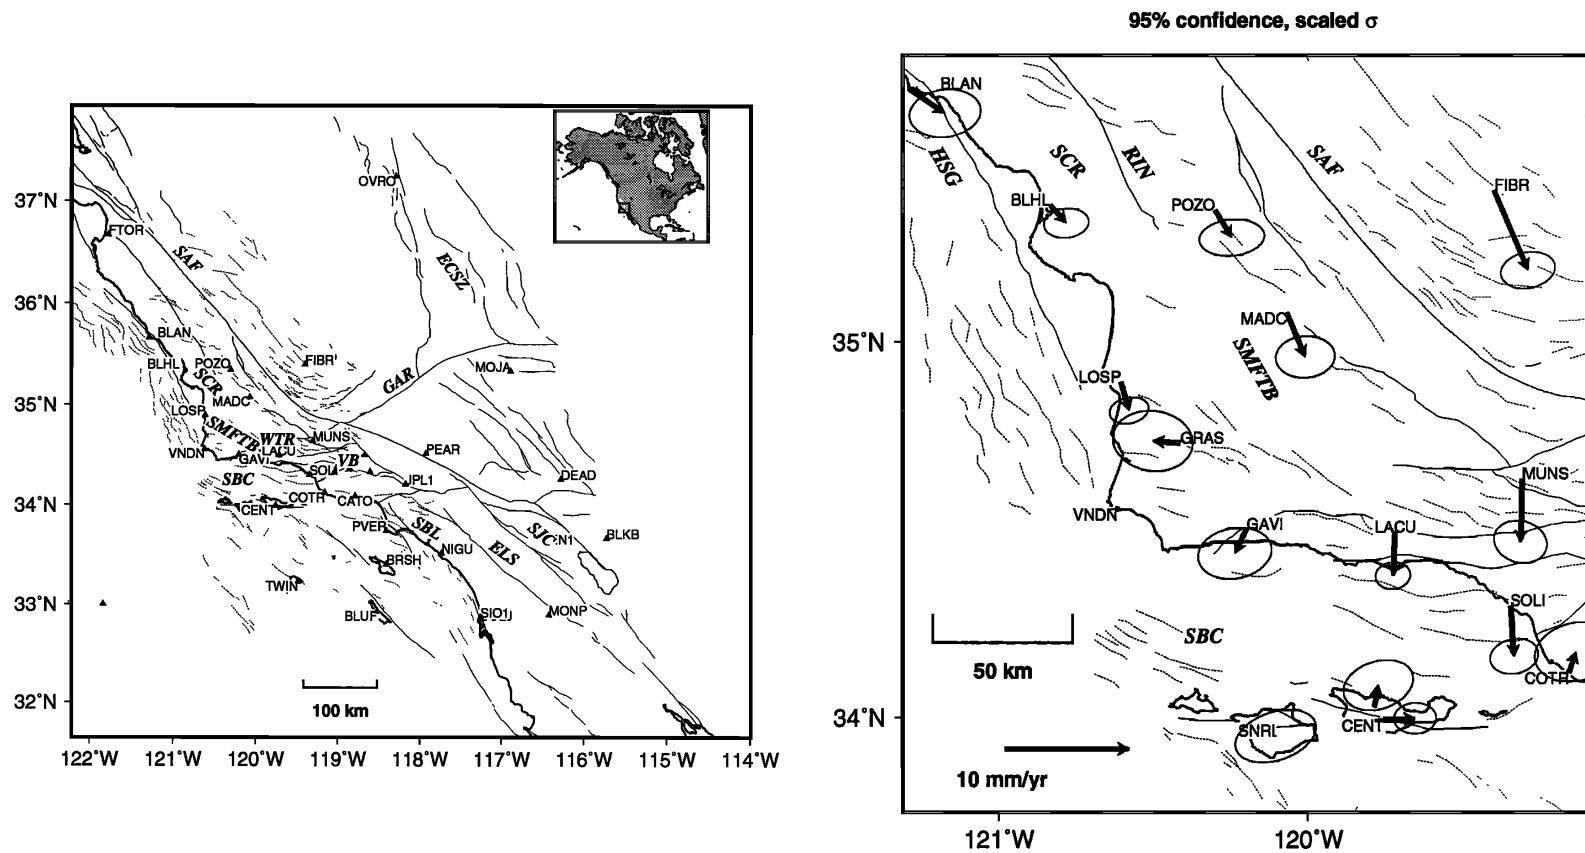 95% confidence, scaled σ
OVRO
37°N
FTOR
SAF
ECSZ
36°N
BLAN
BLHL
POZO
FIBR
MOJA
SCR
GAR
MADC
35°N
LOSP
SMFTB
WTR
MUNS
VNDN
GAVI
LACU
PEAR
VB
SOLI
JPL1
DEAD
SBC
34°N
COTR
CATO
CENT
PVER
SBL
SJC
BLKB
NIGU
ELS
BRSH
TWIN
33°N
BLUF
MONP
32°N
100 km
122°W
121°W
120°W
119°W
118°W
117°W
116°W
115°W
114°W
BLAN
HSG
SCR
RIN
SAF
FIBR
BLHL
POZO
MADC
35°N
SMFTB
LOSP
GRAS
MUNS
VNDN
GAVI
LACU
SOLI
SBC
50 km
COTR
34°N
SNRI
CENT
10 mm/yr
121°W
120°W